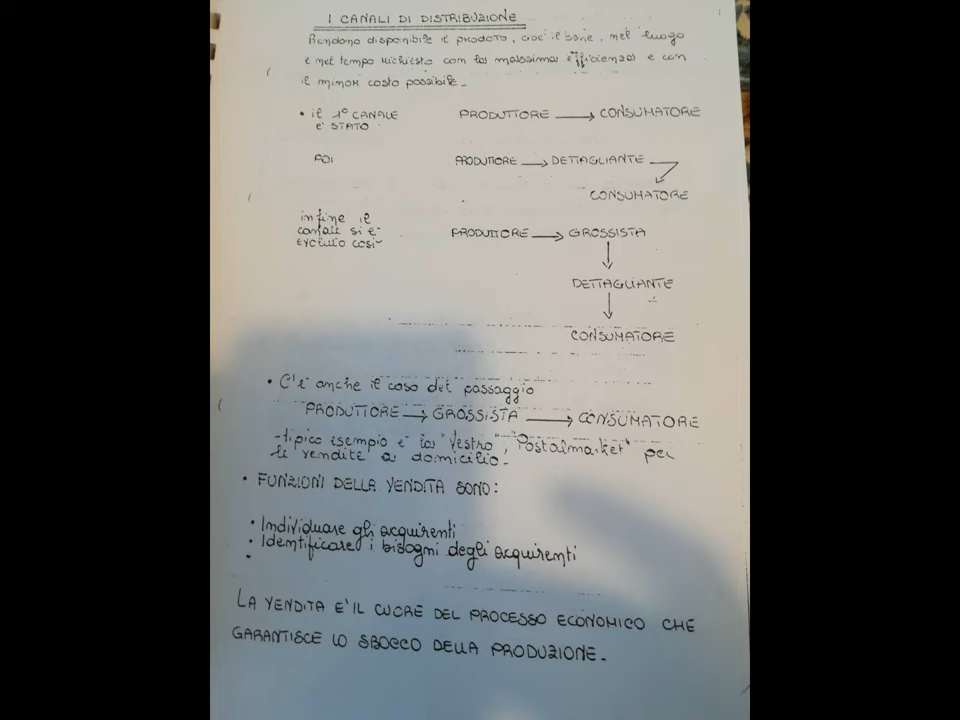 I CANALI DI DISTRIBUZIONE
Rendono disponibile il prodotto, cioe' il bene, nel luogo
e nel tempo richiesto con la massima efficienza e con
il minor costo possibile.
• il 1° CANALE PRODUTTORE → CONSUMATORE
E' STATO
POI PRODUTTORE → DETTAGLIANTE →
CONSUMATORE
infine il
canale si e' PRODUTTORE → GROSSISTA
evoluto cosi'
↓
DETTAGLIANTE
↓
CONSUMATORE
• C'e' anche il caso del passaggio
PRODUTTORE → GROSSISTA → CONSUMATORE
- tipico esempio e' la "Vestro", "Postalmarket" per
le vendite a domicilio.
• FUNZIONI DELLA VENDITA SONO:
• Individuare gli acquirenti
• Identificare i bisogni degli acquirenti
•
LA VENDITA E' IL CUORE DEL PROCESSO ECONOMICO CHE
GARANTISCE LO SBOCCO DELLA PRODUZIONE.